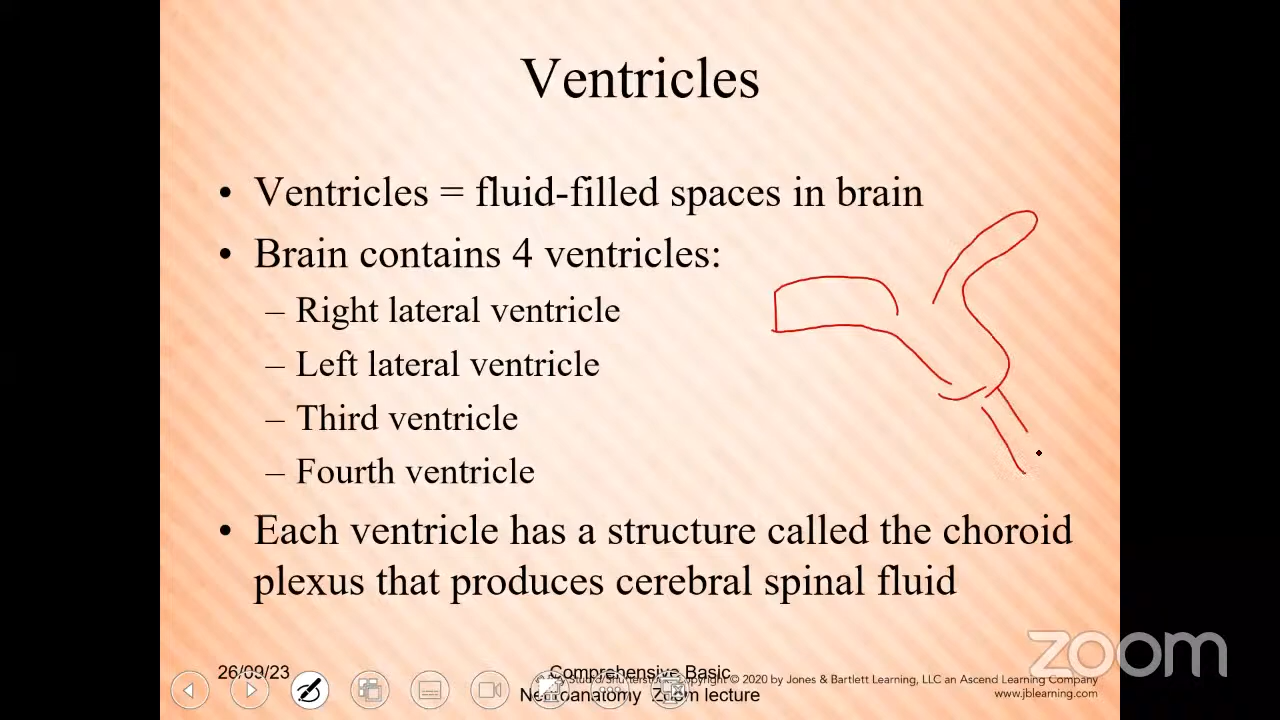 Ventricles
• Ventricles = fluid-filled spaces in brain
• Brain contains 4 ventricles:
– Right lateral ventricle
– Left lateral ventricle
– Third ventricle
– Fourth ventricle
• Each ventricle has a structure called the choroid
plexus that produces cerebral spinal fluid
zoom
26/09/23
Comprehensive Basic
Neuroanatomy Zoom lecture
Copyright © 2020 by Jones & Bartlett Learning, LLC an Ascend Learning Company
www.jblearning.com